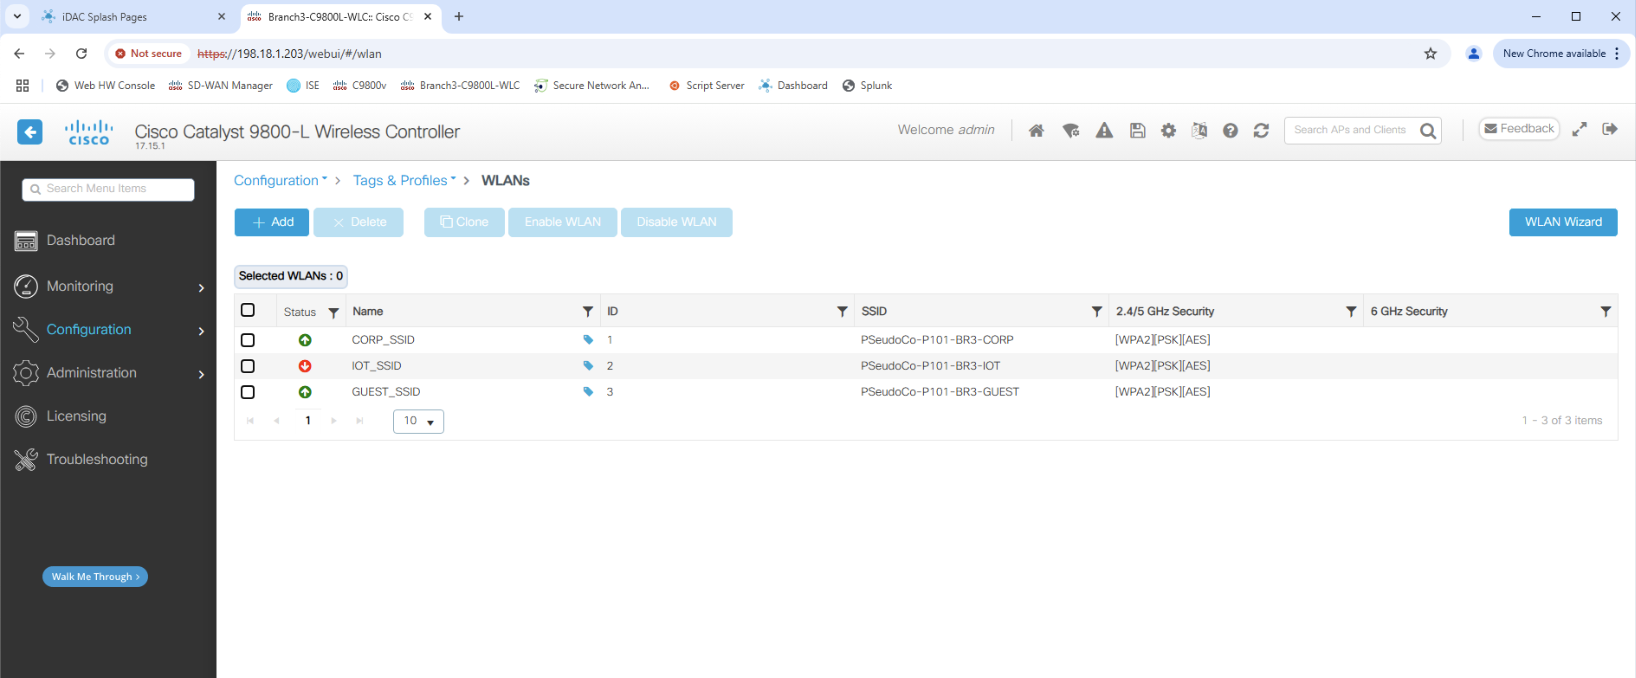 iDAC Splash Pages
Branch3-C9800L-WLC:: Cisco C9
Not secure https://198.18.1.203/webui/#/wlan New Chrome available
Web HW Console SD-WAN Manager ISE C9800v Branch3-C9800L-WLC Secure Network An... Script Server Dashboard Splunk
CISCO Cisco Catalyst 9800-L Wireless Controller
17.15.1
Welcome admin Search APs and Clients Feedback
Search Menu Items
Dashboard
Monitoring
Configuration
Administration
Licensing
Troubleshooting
Walk Me Through >
Configuration > Tags & Profiles > WLANs
+ Add × Delete Clone Enable WLAN Disable WLAN WLAN Wizard
Selected WLANs : 0
Status Name ID SSID 2.4/5 GHz Security 6 GHz Security
CORP_SSID 1 PSeudoCo-P101-BR3-CORP [WPA2][PSK][AES]
IOT_SSID 2 PSeudoCo-P101-BR3-IOT [WPA2][PSK][AES]
GUEST_SSID 3 PSeudoCo-P101-BR3-GUEST [WPA2][PSK][AES]
1 10 1 - 3 of 3 items